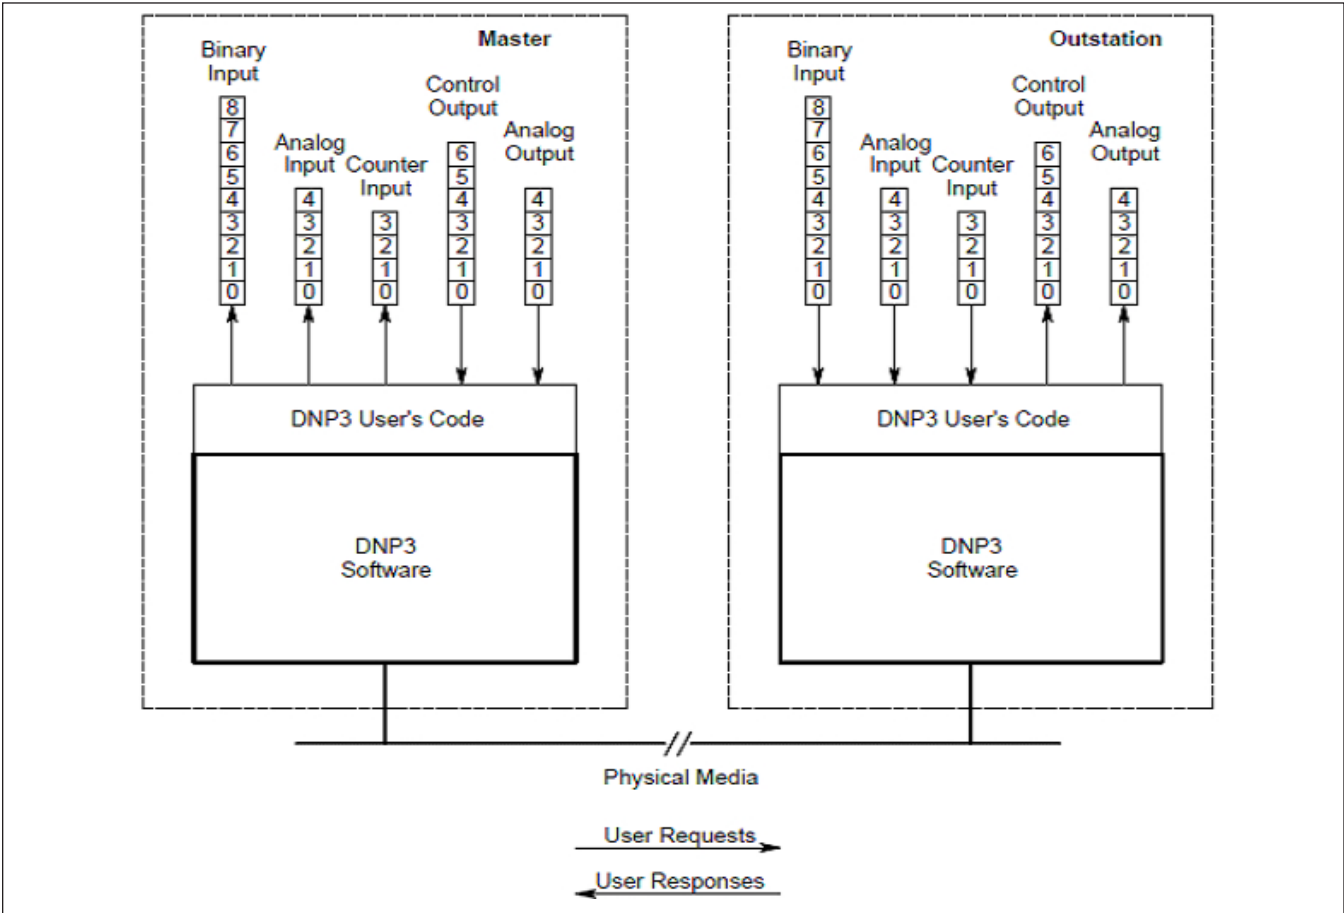 Master
Binary
Input
8
7
6
5
4
3
2
1
0
Analog
Input
4
3
2
1
0
Counter
Input
3
2
1
0
Control
Output
6
5
4
3
2
1
0
Analog
Output
4
3
2
1
0
DNP3 User's Code
DNP3
Software
Outstation
Binary
Input
8
7
6
5
4
3
2
1
0
Analog
Input
4
3
2
1
0
Counter
Input
3
2
1
0
Control
Output
6
5
4
3
2
1
0
Analog
Output
4
3
2
1
0
DNP3 User's Code
DNP3
Software
Physical Media
User Requests
User Responses